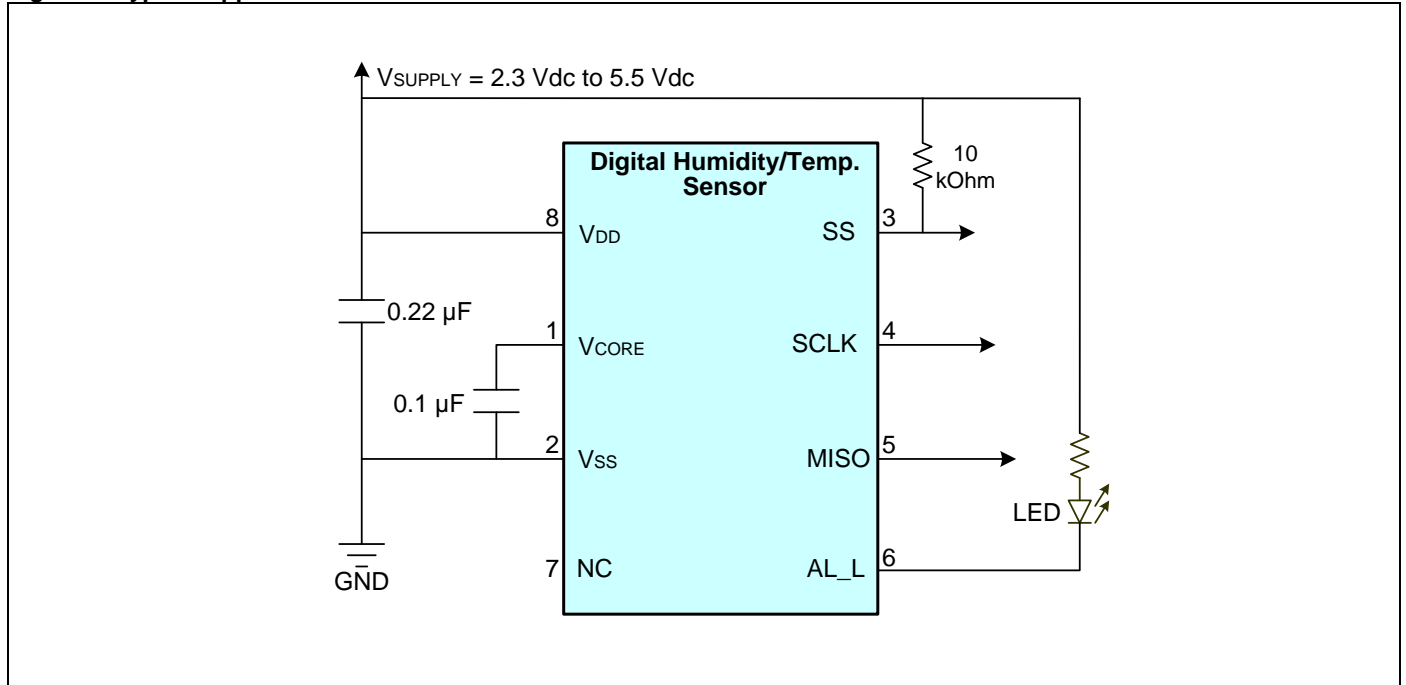 VSUPPLY = 2.3 Vdc to 5.5 Vdc
Digital Humidity/Temp.
Sensor
10
kOhm
8
VDD
SS
3
0.22 µF
1
VCORE
SCLK
4
0.1 µF
2
VSS
MISO
5
LED
GND
7
NC
AL_L
6